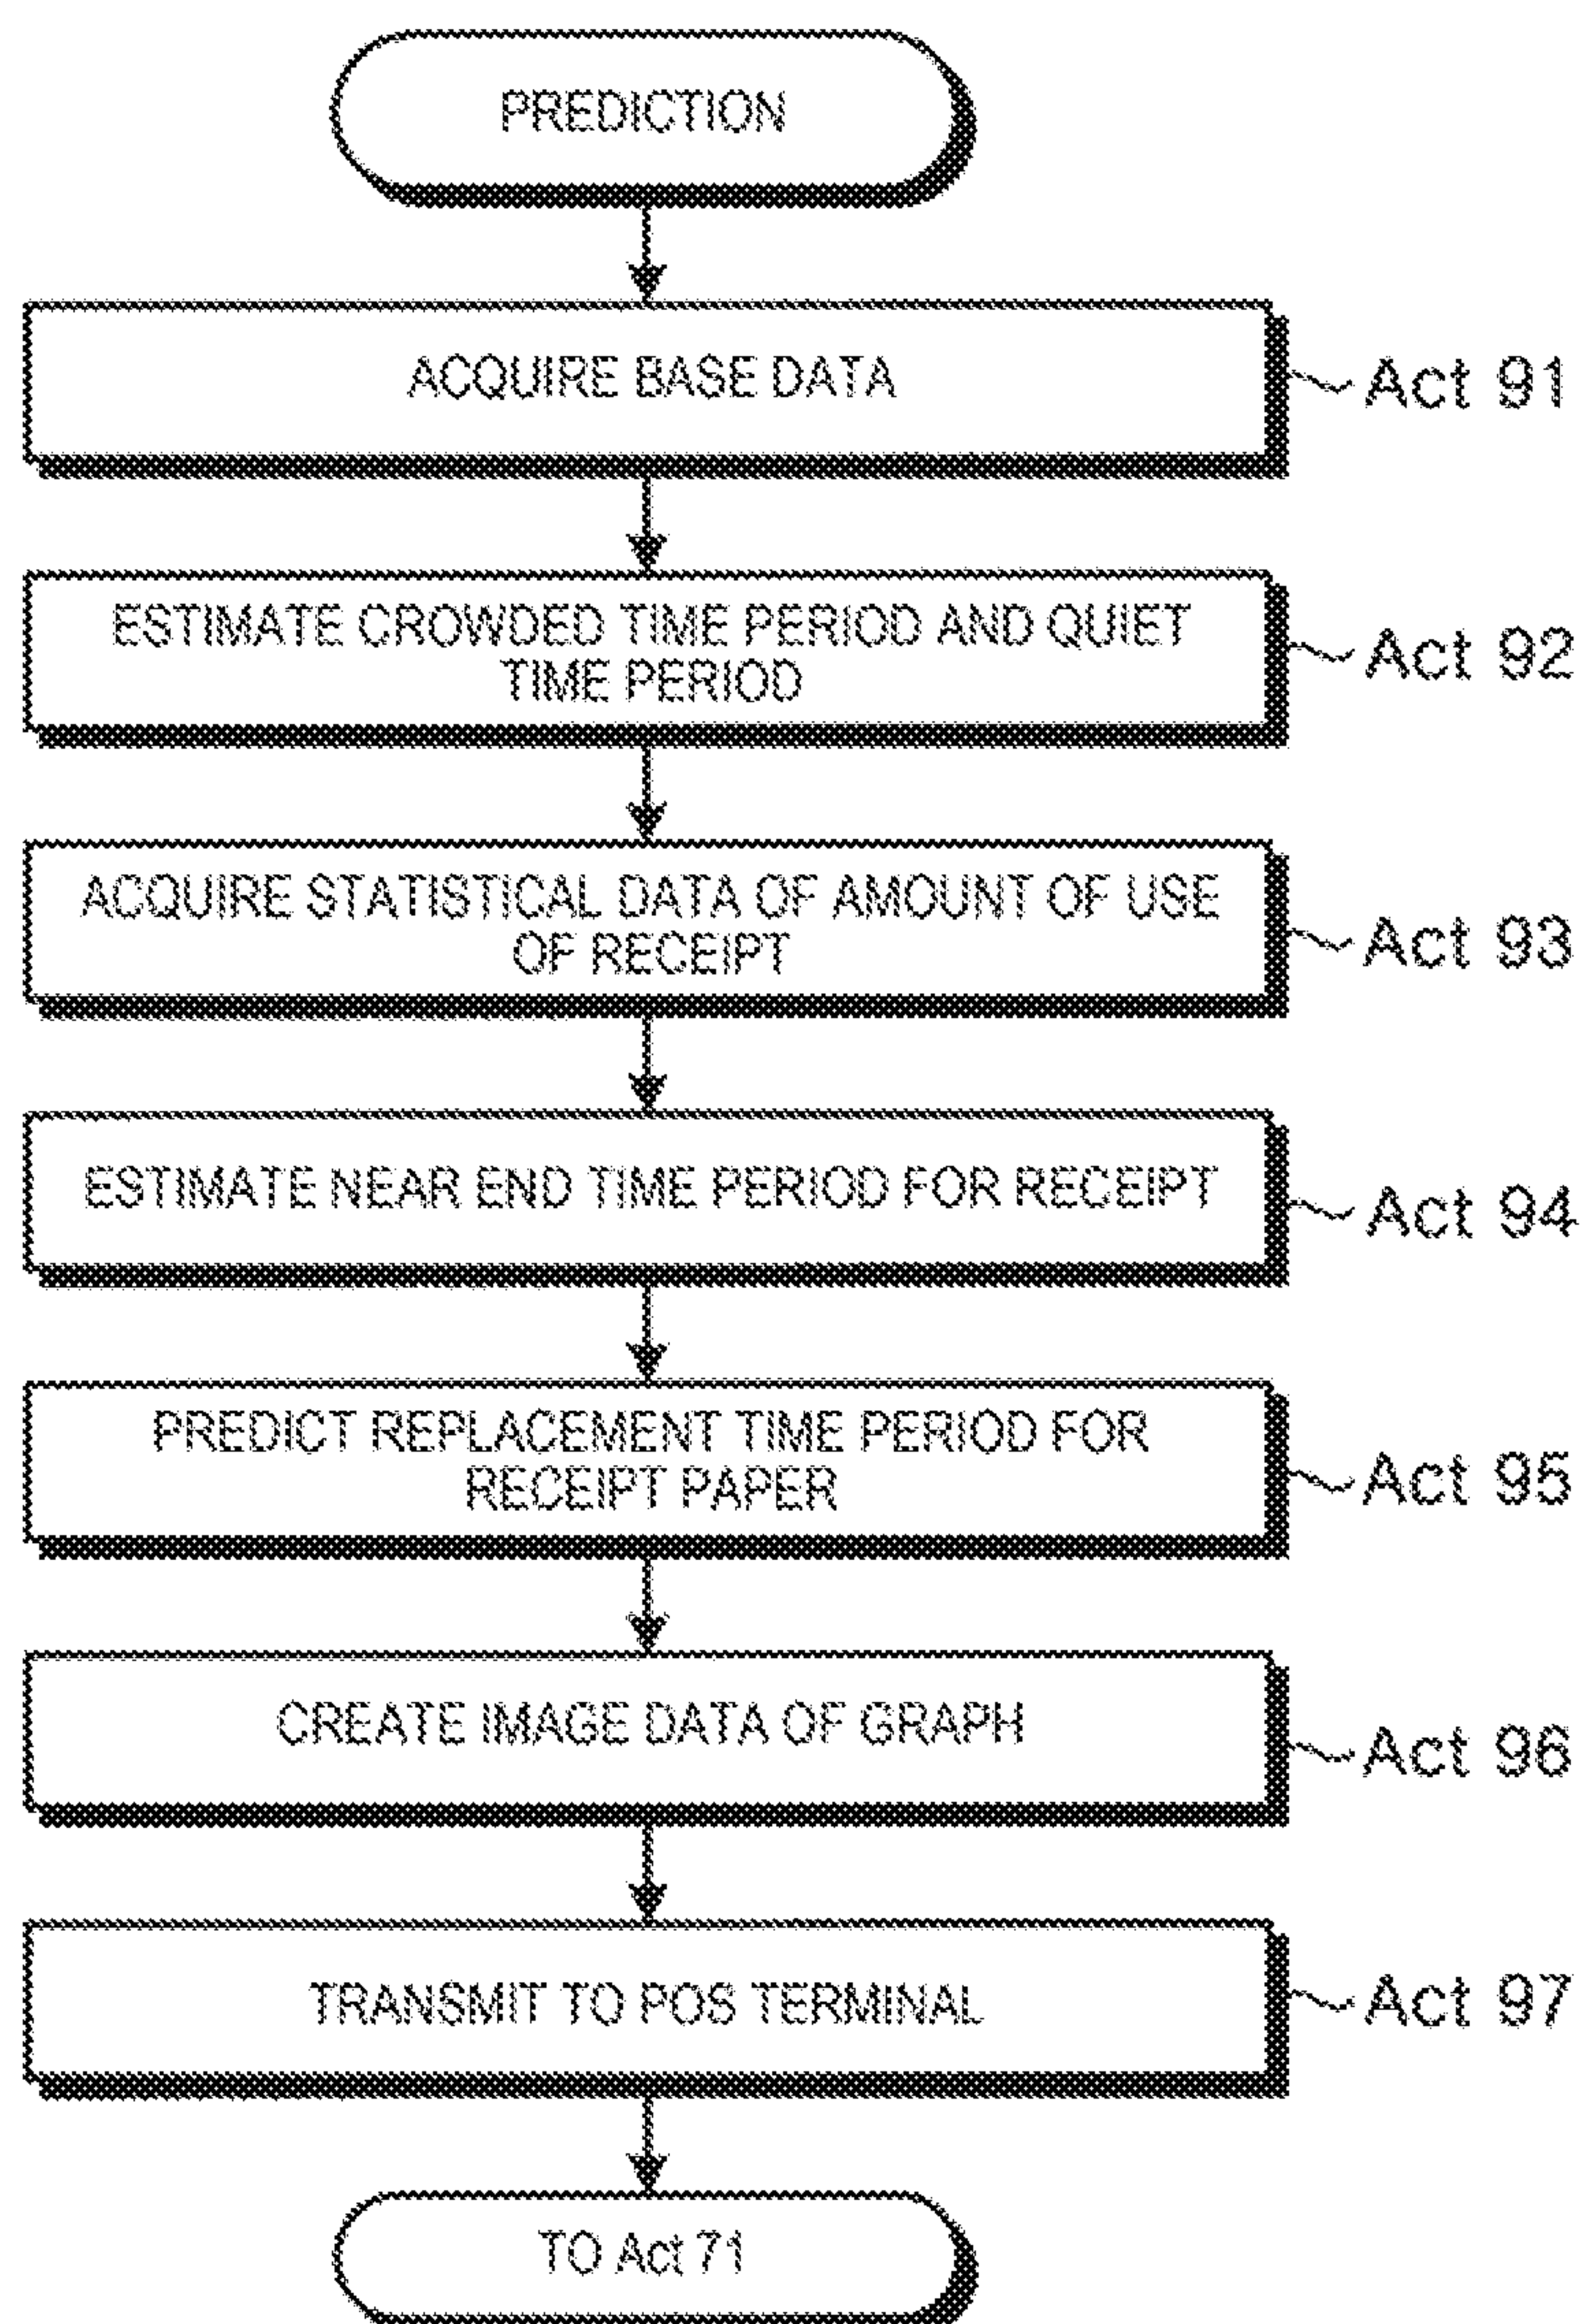 PREDICTION
ACQUIRE BASE DATA
Act 91
ESTIMATE CROWDED TIME PERIOD AND QUIET
TIME PERIOD
Act 92
ACQUIRE STATISTICAL DATA OF AMOUNT OF USE
OF RECEIPT
Act 93
ESTIMATE NEAR END TIME PERIOD FOR RECEIPT
Act 94
PREDICT REPLACEMENT TIME PERIOD FOR
RECEIPT PAPER
Act 95
CREATE IMAGE DATA OF GRAPH
Act 96
TRANSMIT TO POS TERMINAL
Act 97
TO Act 71